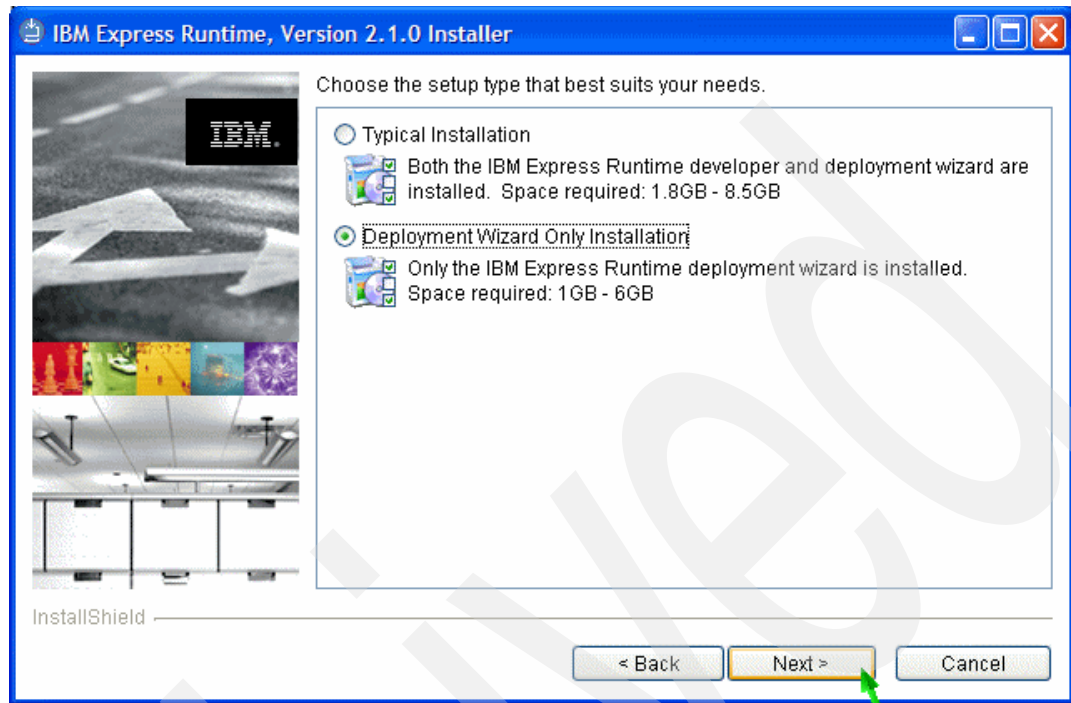 IBM Express Runtime, Version 2.1.0 Installer
IBM.
Choose the setup type that best suits your needs.
Typical Installation
Both the IBM Express Runtime developer and deployment wizard are
installed. Space required: 1.8GB - 8.5GB
Deployment Wizard Only Installation
Only the IBM Express Runtime deployment wizard is installed.
Space required: 1GB - 6GB
InstallShield
< Back
Next >
Cancel